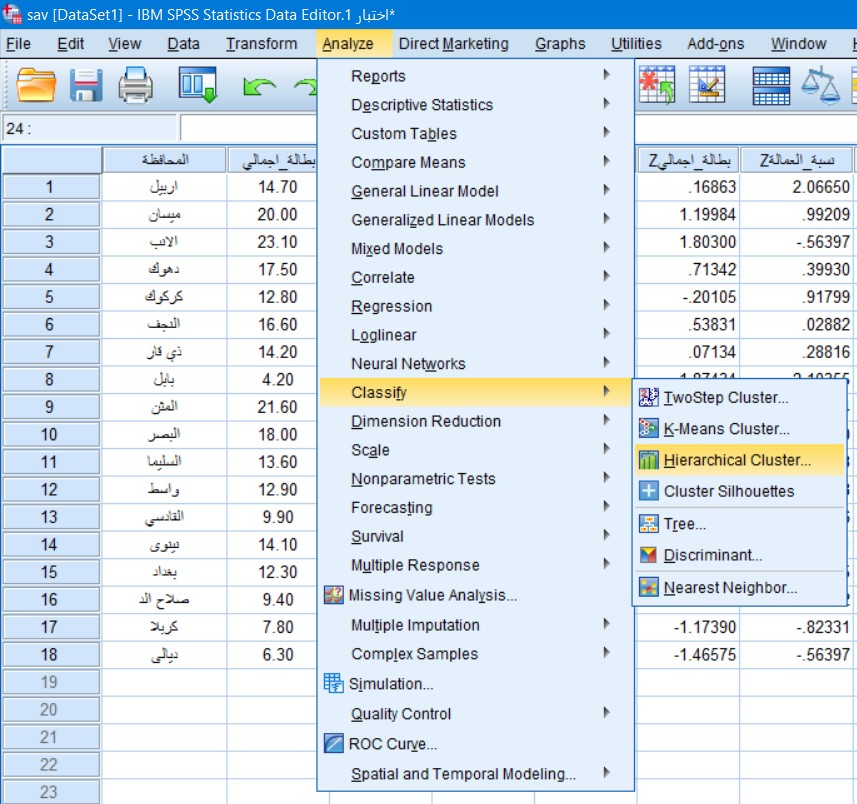 *اختبار 1.sav [DataSet1] - IBM SPSS Statistics Data Editor
File Edit View Data Transform Analyze Direct Marketing Graphs Utilities Add-ons Window
24 :
المحافظة بطالة_اجمالي Zبطالة_اجمالي Zنسبة_العمالة
1 اربيل 14.70 .16863 2.06650
2 ميسان 20.00 1.19984 .99209
3 الانب 23.10 1.80300 -.56397
4 دهوك 17.50 .71342 .39930
5 كركوك 12.80 -.20105 .91799
6 النجف 16.60 .53831 .02882
7 ذي قار 14.20 .07134 .28816
8 بابل 4.20
9 المثن 21.60
10 البصر 18.00
11 السليما 13.60
12 واسط 12.90
13 القادسي 9.90
14 نينوى 14.10
15 بغداد 12.30
16 صلاح الد 9.40
17 كربلا 7.80 -1.17390 -.82331
18 ديالى 6.30 -1.46575 -.56397
19
20
21
22
23
Reports
Descriptive Statistics
Custom Tables
Compare Means
General Linear Model
Generalized Linear Models
Mixed Models
Correlate
Regression
Loglinear
Neural Networks
Classify
Dimension Reduction
Scale
Nonparametric Tests
Forecasting
Survival
Multiple Response
Missing Value Analysis...
Multiple Imputation
Complex Samples
Simulation...
Quality Control
ROC Curve...
Spatial and Temporal Modeling...
TwoStep Cluster...
K-Means Cluster...
Hierarchical Cluster...
Cluster Silhouettes
Tree...
Discriminant...
Nearest Neighbor...